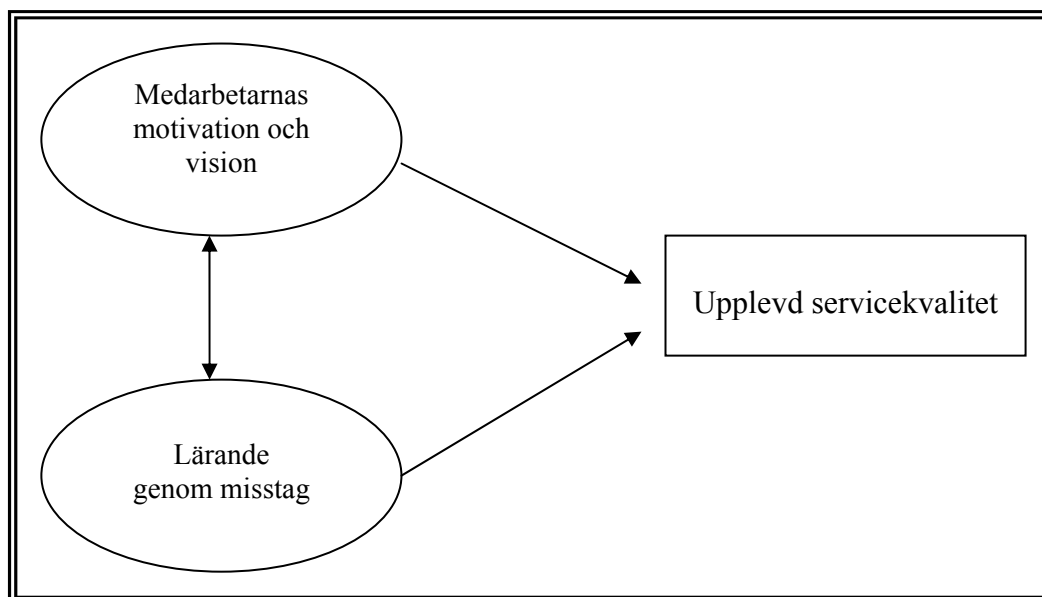 Medarbetarnas
motivation och
vision
Upplevd servicekvalitet
Lärande
genom misstag